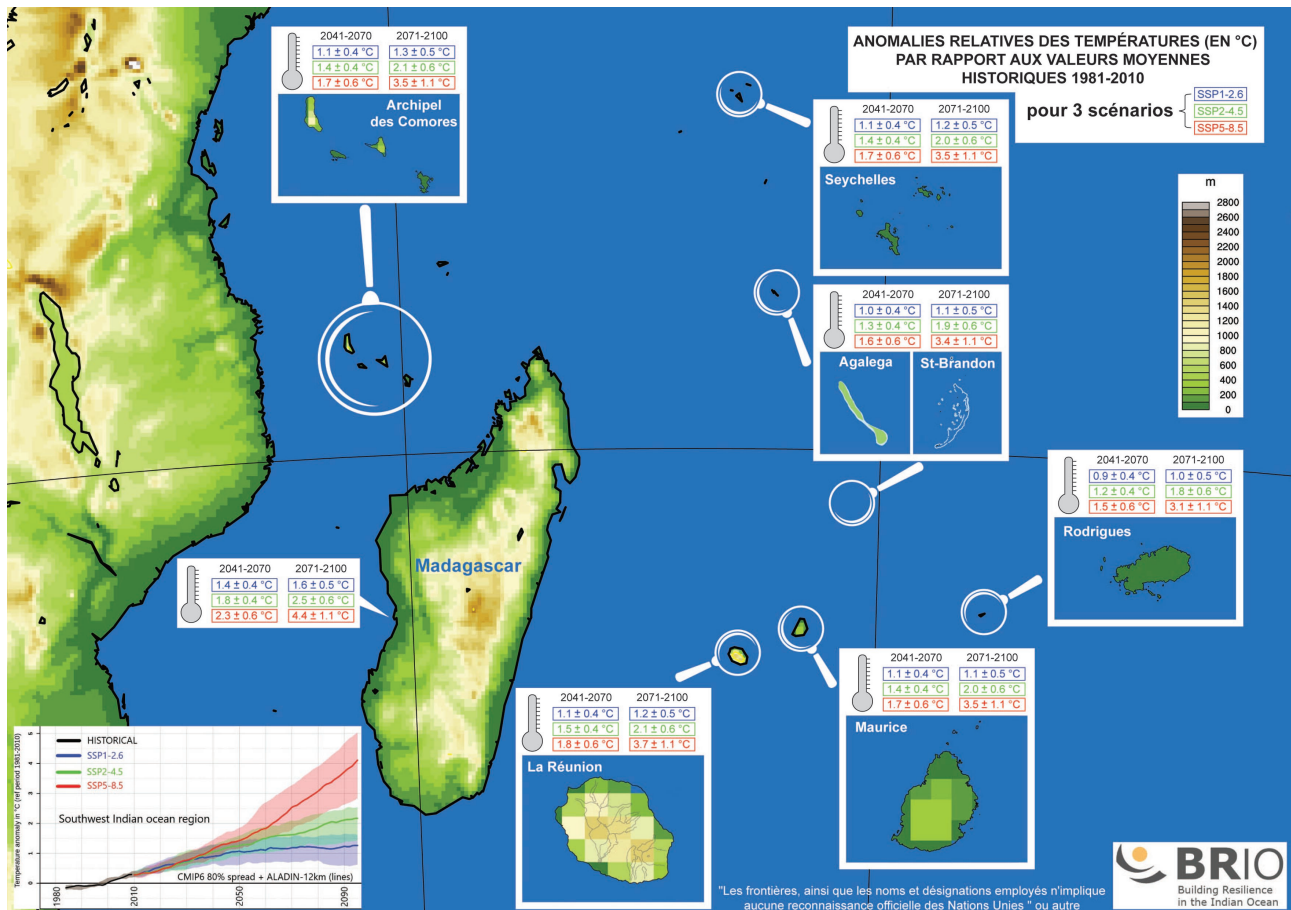 ANOMALIES RELATIVES DES TEMPÉRATURES (EN °C)
PAR RAPPORT AUX VALEURS MOYENNES
HISTORIQUES 1981-2010
pour 3 scénarios
SSP1-2.6
SSP2-4.5
SSP5-8.5
2041-2070 2071-2100
1.1 ± 0.4 °C 1.3 ± 0.5 °C
1.4 ± 0.4 °C 2.1 ± 0.6 °C
1.7 ± 0.6 °C 3.5 ± 1.1 °C
Archipel
des Comores
2041-2070 2071-2100
1.1 ± 0.4 °C 1.2 ± 0.5 °C
1.4 ± 0.4 °C 2.0 ± 0.6 °C
1.7 ± 0.6 °C 3.5 ± 1.1 °C
Seychelles
m
2800
2600
2400
2200
2000
1800
1600
1400
1200
1000
800
600
400
200
0
2041-2070 2071-2100
1.0 ± 0.4 °C 1.1 ± 0.5 °C
1.3 ± 0.4 °C 1.9 ± 0.6 °C
1.6 ± 0.6 °C 3.4 ± 1.1 °C
Agalega St-Brandon
2041-2070 2071-2100
0.9 ± 0.4 °C 1.0 ± 0.5 °C
1.2 ± 0.4 °C 1.8 ± 0.6 °C
1.5 ± 0.6 °C 3.1 ± 1.1 °C
Rodrigues
Madagascar
2041-2070 2071-2100
1.4 ± 0.4 °C 1.6 ± 0.5 °C
1.8 ± 0.4 °C 2.5 ± 0.6 °C
2.3 ± 0.6 °C 4.4 ± 1.1 °C
2041-2070 2071-2100
1.1 ± 0.4 °C 1.2 ± 0.5 °C
1.5 ± 0.4 °C 2.1 ± 0.6 °C
1.8 ± 0.6 °C 3.7 ± 1.1 °C
La Réunion
2041-2070 2071-2100
1.1 ± 0.4 °C 1.1 ± 0.5 °C
1.4 ± 0.4 °C 2.0 ± 0.6 °C
1.7 ± 0.6 °C 3.5 ± 1.1 °C
Maurice
Temperature anomaly in °C (ref period 1981-2010)
5
4
3
2
1
0
HISTORICAL
SSP1-2.6
SSP2-4.5
SSP5-8.5
Southwest Indian ocean region
CMIP6 80% spread + ALADIN-12km (lines)
1980 2010 2050 2090
"Les frontières, ainsi que les noms et désignations employés n'implique
aucune reconnaissance officielle des Nations Unies " ou autre
BRIO
Building Resilience
in the Indian Ocean